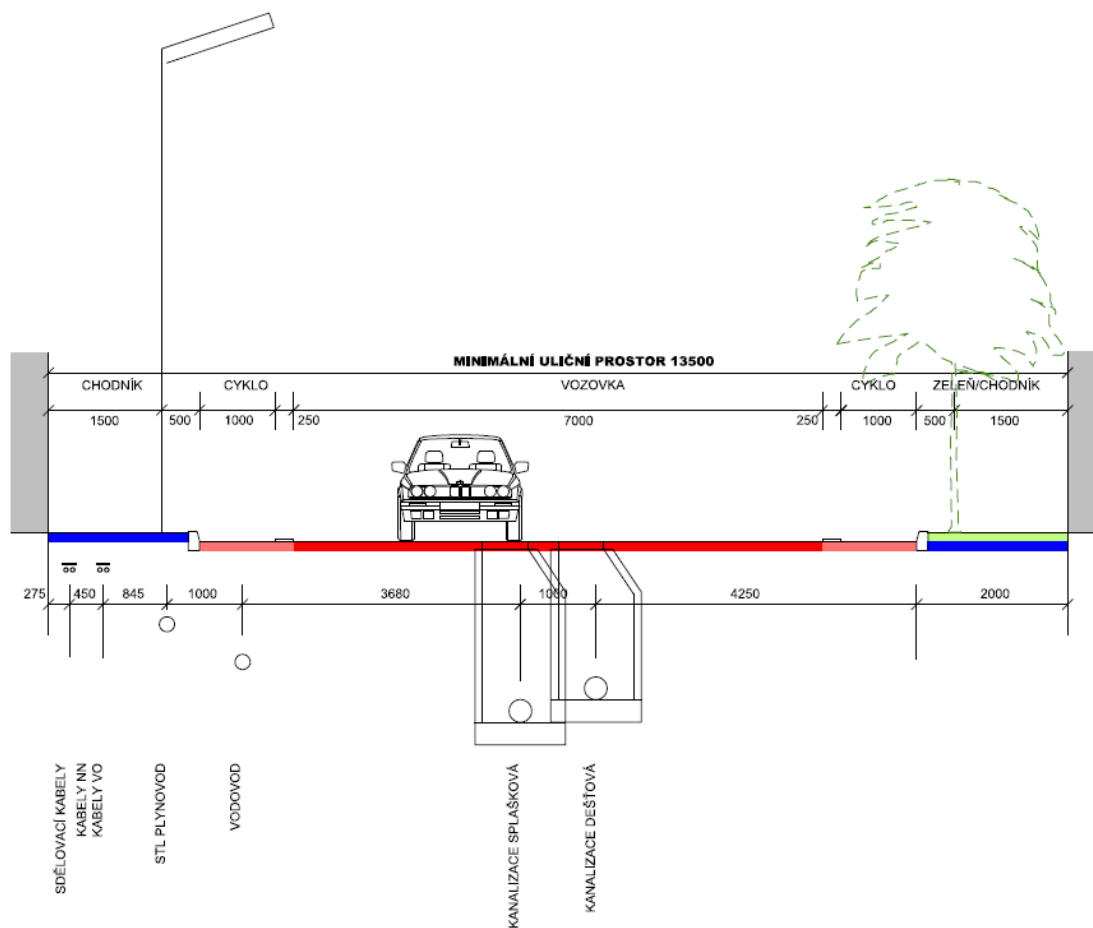 MINIMÁLNÍ ULIČNÍ PROSTOR 13500
CHODNÍK CYKLO VOZOVKA CYKLO ZELEŇ/CHODNÍK
1500 500 1000 250 7000 250 1000 500 1500
275 450 845 1000 3680 1000 4250 2000
SDĚLOVACÍ KABELY
KABELY NN
KABELY VO
STL PLYNOVOD
VODOVOD
KANALIZACE SPLAŠKOVÁ
KANALIZACE DEŠŤOVÁ